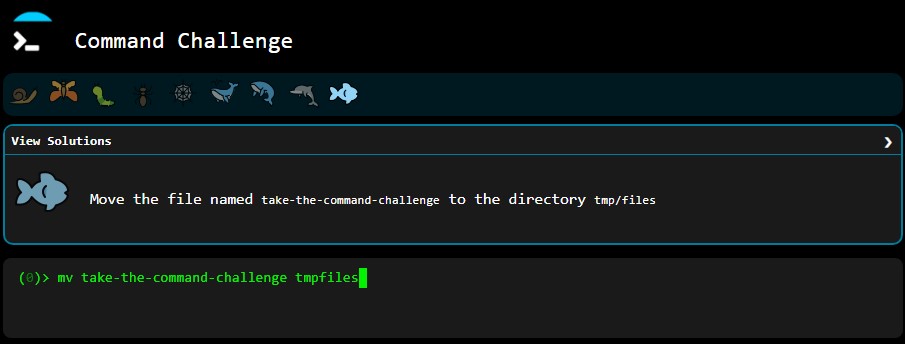 Command Challenge
View Solutions
Move the file named take-the-command-challenge to the directory tmp/files
(0)> mv take-the-command-challenge tmpfiles